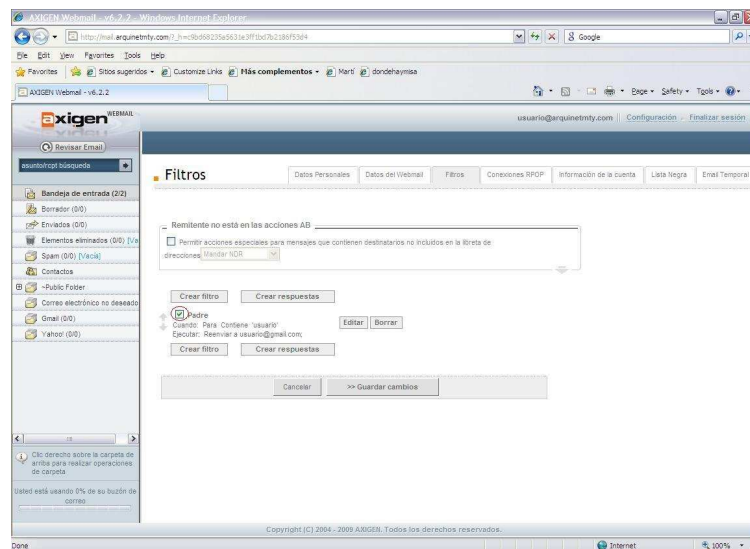 AXIGEN Webmail - v6.2.2 - Windows Internet Explorer
http://mail.arquinetmty.com/?_h=c9bd68235a5631e3ff1bd7b2186f53d4
Google
File Edit View Favorites Tools Help
Favorites Sitios sugeridos Customize Links Más complementos Martí dondehaymisa
AXIGEN Webmail - v6.2.2
Page Safety Tools
axigen WEBMAIL
usuario@arquinetmty.com Configuración Finalizar sesión
Revisar Email
asunto/rcpt búsqueda
Filtros
Datos Personales Datos del Webmail Filtros Conexiones RPOP Información de la cuenta Lista Negra Email Temporal
Bandeja de entrada (2/2)
Borrador (0/0)
Enviados (0/0)
Elementos eliminados (0/0) [Va
Spam (0/0) [Vacía]
Contactos
~Public Folder
Correo electrónico no deseado
Gmail (0/0)
Yahoo! (0/0)
Remitente no está en las acciones AB
Permitir acciones especiales para mensajes que contienen destinatarios no incluidos en la libreta de
direcciones Mandar NDR
Crear filtro Crear respuestas
Padre
Cuando: Para Contiene 'usuario'
Ejecutar: Reenviar a usuario@gmail.com;
Editar Borrar
Crear filtro Crear respuestas
Cancelar >> Guardar cambios
Clic derecho sobre la carpeta de
arriba para realizar operaciones
de carpeta
Usted está usando 0% de su buzón de
correo
Copyright (C) 2004 - 2009 AXIGEN. Todos los derechos reservados.
Done Internet 100%